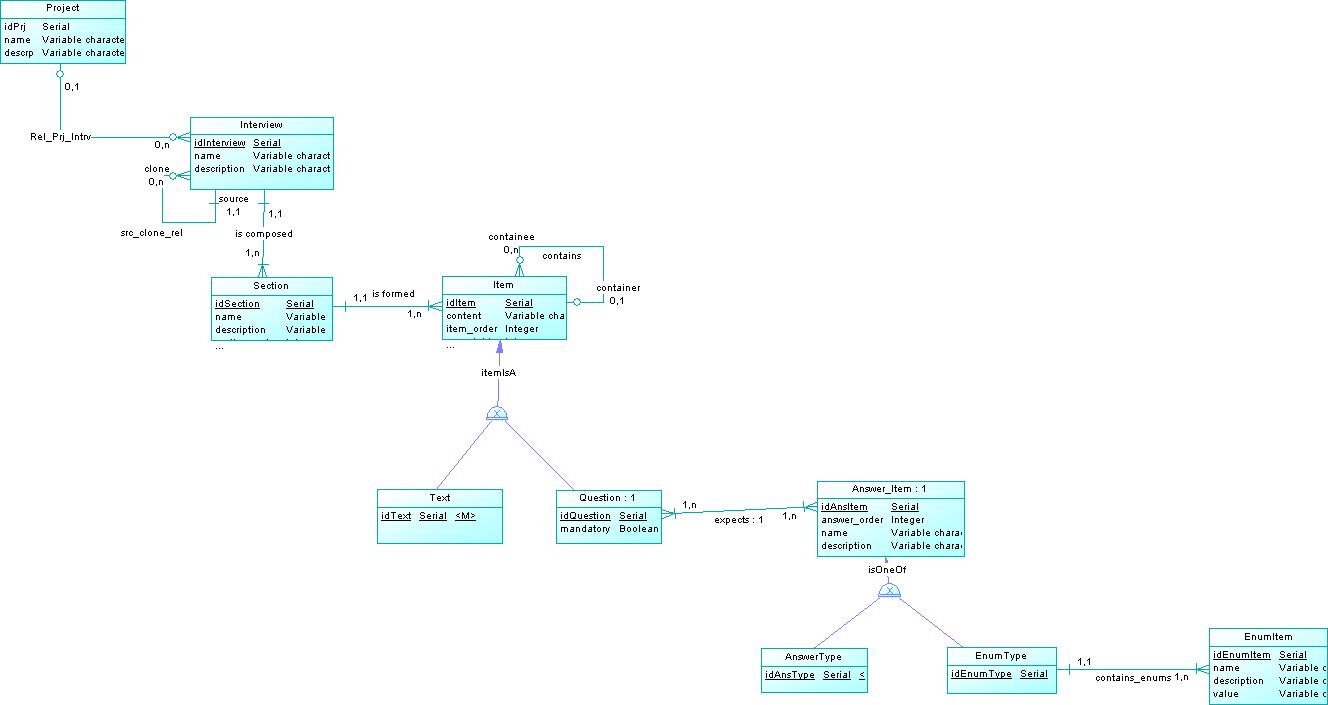 Project
idPrj Serial
name Variable characte
descrp Variable characte
0,1
Rel_Prj_Intrv
0,n
Interview
idInterview Serial
name Variable charact
description Variable charact
clone
0,n
source
1,1
src_clone_rel
1,1
is composed
1,n
Section
idSection Serial
name Variable
description Variable
...
1,1 is formed
1,n
containee
0,n
contains
container
0,1
Item
idItem Serial
content Variable cha
item_order Integer
...
itemIsA
X
Text
idText Serial <M>
Question : 1
idQuestion Serial
mandatory Boolean
1,n
expects : 1
1,n
Answer_Item : 1
idAnsItem Serial
answer_order Integer
name Variable chara
description Variable chara
isOneOf
X
AnswerType
idAnsType Serial <
EnumType
idEnumType Serial
1,1
contains_enums 1,n
EnumItem
idEnumItem Serial
name Variable c
description Variable c
value Variable c